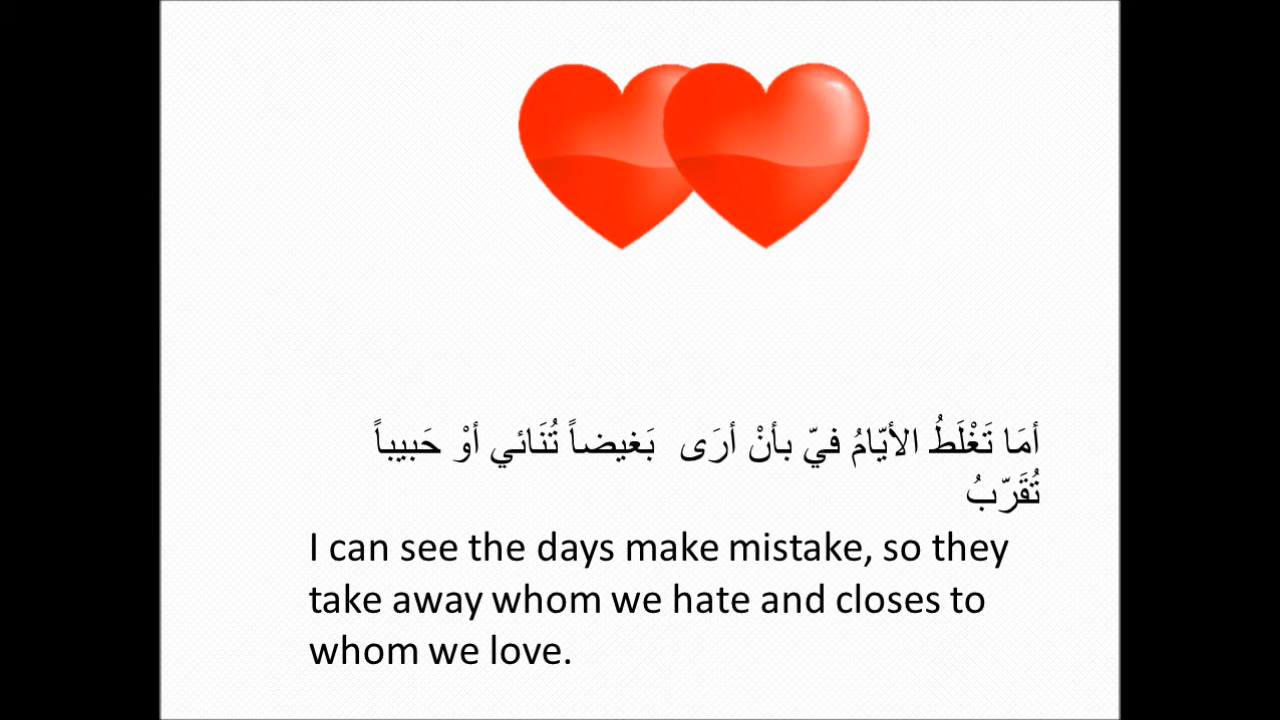 أمَا تَغْلَطُ الأيّامُ فيّ بأنْ أرَى بَغيضاً تُنَائي أوْ حَبيباً
تُقَرّبُ
I can see the days make mistake, so they
take away whom we hate and closes to
whom we love.